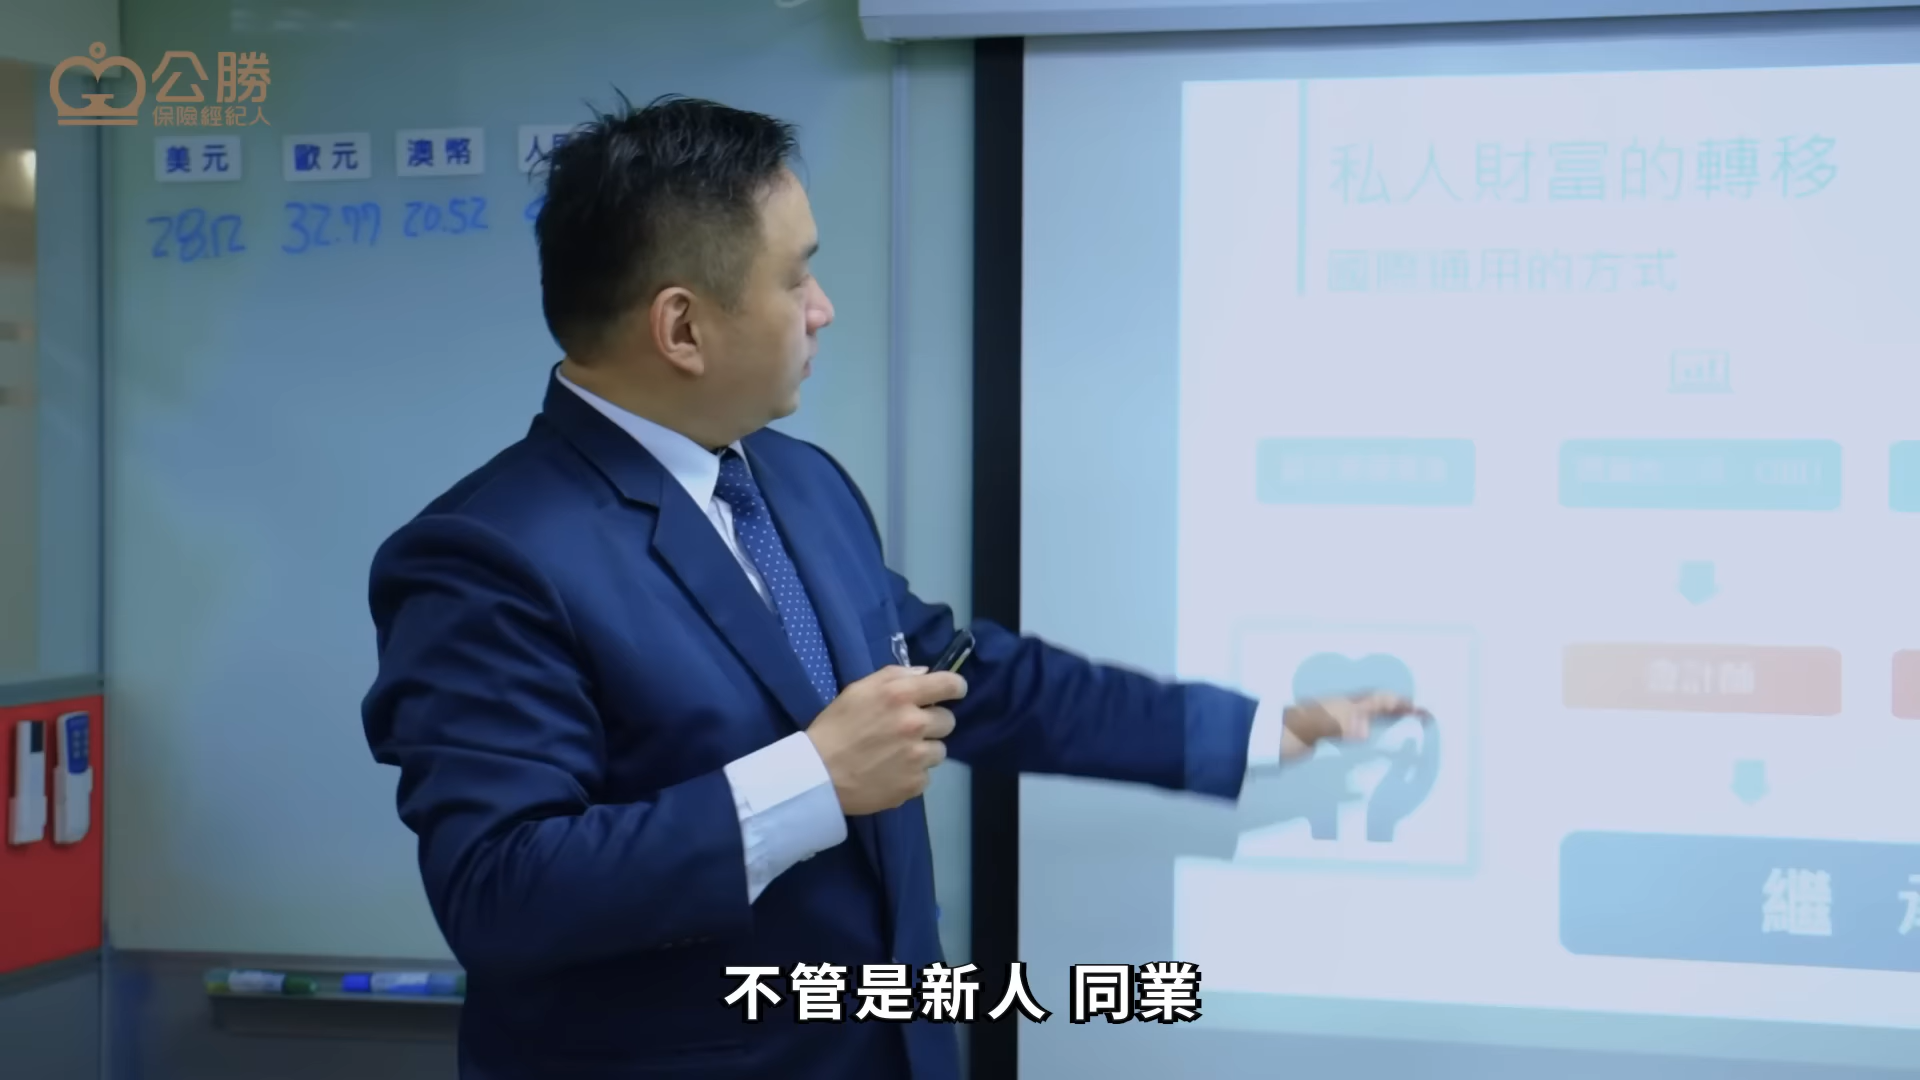 公勝
保險經紀人
美元 歐元 澳幣
28.12 32.77 20.52
私人財富的轉移
國際通用的方式
會計師
繼
不管是新人 同業